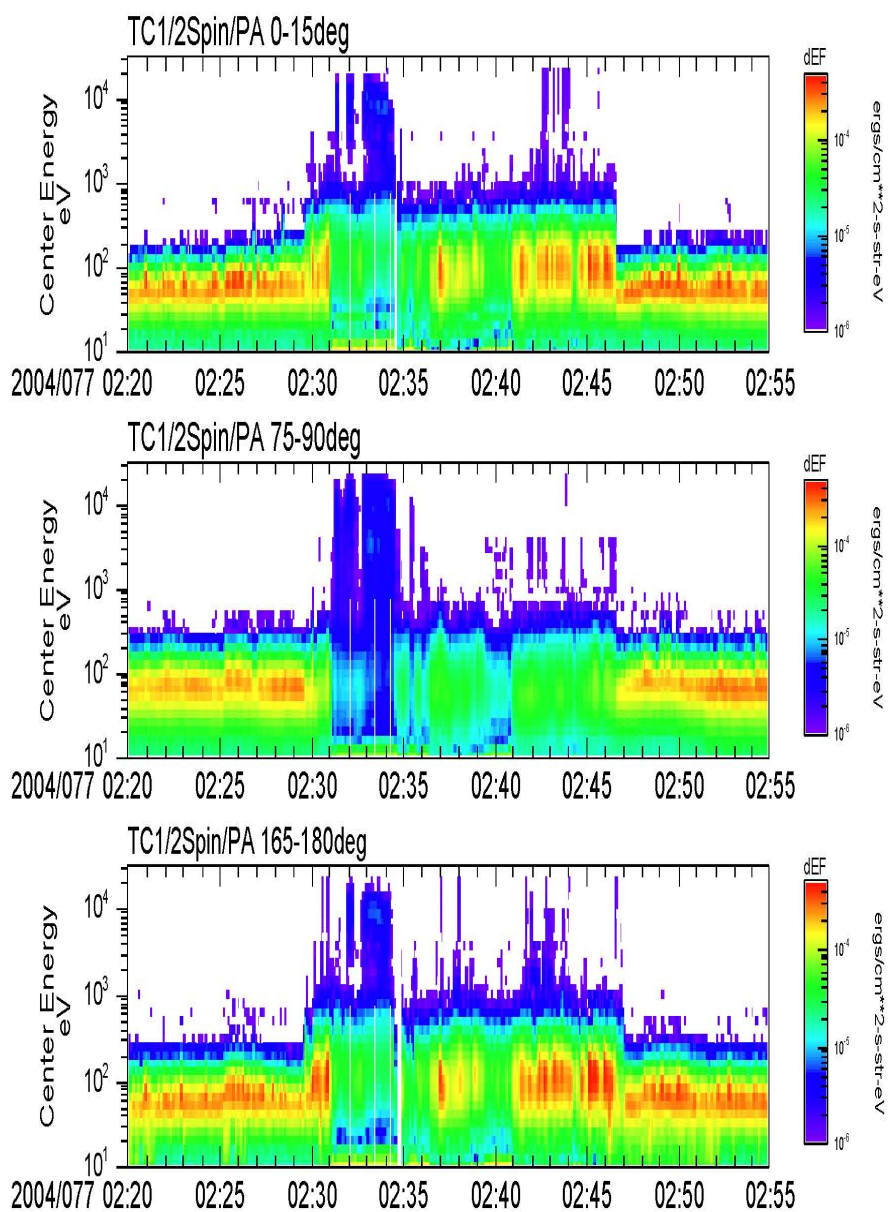 TC1/2Spin/PA 0-15deg
dEF
10^4
10^3
10^2
10^1
Center Energy
eV
10^-4
10^-5
10^-6
ergs/cm**2-s-str-eV
2004/077 02:20 02:25 02:30 02:35 02:40 02:45 02:50 02:55
TC1/2Spin/PA 75-90deg
dEF
10^4
10^3
10^2
10^1
Center Energy
eV
10^-4
10^-5
10^-6
ergs/cm**2-s-str-eV
2004/077 02:20 02:25 02:30 02:35 02:40 02:45 02:50 02:55
TC1/2Spin/PA 165-180deg
dEF
10^4
10^3
10^2
10^1
Center Energy
eV
10^-4
10^-5
10^-6
ergs/cm**2-s-str-eV
2004/077 02:20 02:25 02:30 02:35 02:40 02:45 02:50 02:55